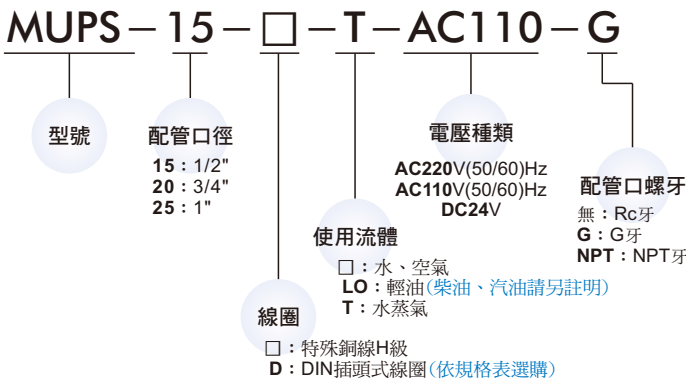 MUPS－15－□－T－AC110－G
型號
配管口徑
15：1/2"
20：3/4"
25：1"
線圈
□：特殊銅線H級
D：DIN插頭式線圈(依規格表選購)
使用流體
□：水、空氣
LO：輕油(柴油、汽油請另註明)
T：水蒸氣
電壓種類
AC220V(50/60)Hz
AC110V(50/60)Hz
DC24V
配管口螺牙
無：Rc牙
G：G牙
NPT：NPT牙